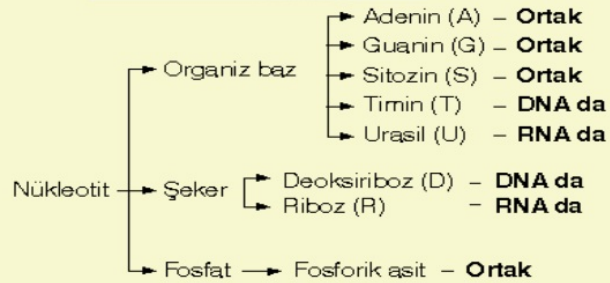 Adenin (A) – Ortak
Guanin (G) – Ortak
Organiz baz Sitozin (S) – Ortak
Timin (T) – DNA da
Urasil (U) – RNA da
Nükleotit Şeker Deoksiriboz (D) – DNA da
Riboz (R) – RNA da
Fosfat Fosforik asit – Ortak